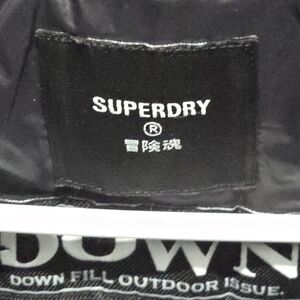 SUPERDRY
®
冒険魂
DOWN
DOWN FILL OUTDOOR ISSUE.